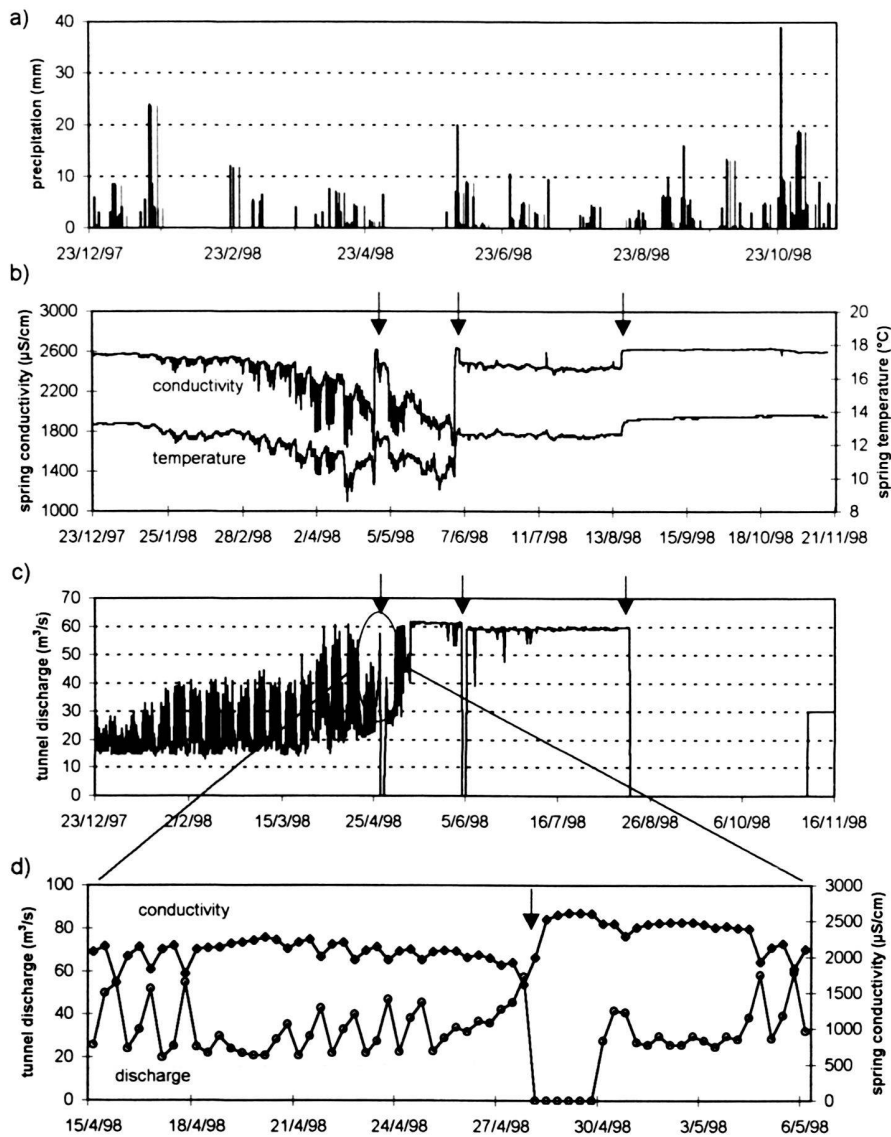 a)
precipitation (mm)
40
30
20
10
0
23/12/97 23/2/98 23/4/98 23/6/98 23/8/98 23/10/98
b)
spring conductivity (µS/cm)
3000
2600
2200
1800
1400
1000
conductivity
temperature
20
18
16
14
12
10
8
spring temperature (°C)
23/12/97 25/1/98 28/2/98 2/4/98 5/5/98 7/6/98 11/7/98 13/8/98 15/9/98 18/10/98 21/11/98
c)
tunnel discharge (m³/s)
70
60
50
40
30
20
10
0
23/12/97 2/2/98 15/3/98 25/4/98 5/6/98 16/7/98 26/8/98 6/10/98 16/11/98
d)
tunnel discharge (m³/s)
100
80
60
40
20
0
conductivity
discharge
3000
2500
2000
1500
1000
500
0
spring conductivity (µS/cm)
15/4/98 18/4/98 21/4/98 24/4/98 27/4/98 30/4/98 3/5/98 6/5/98